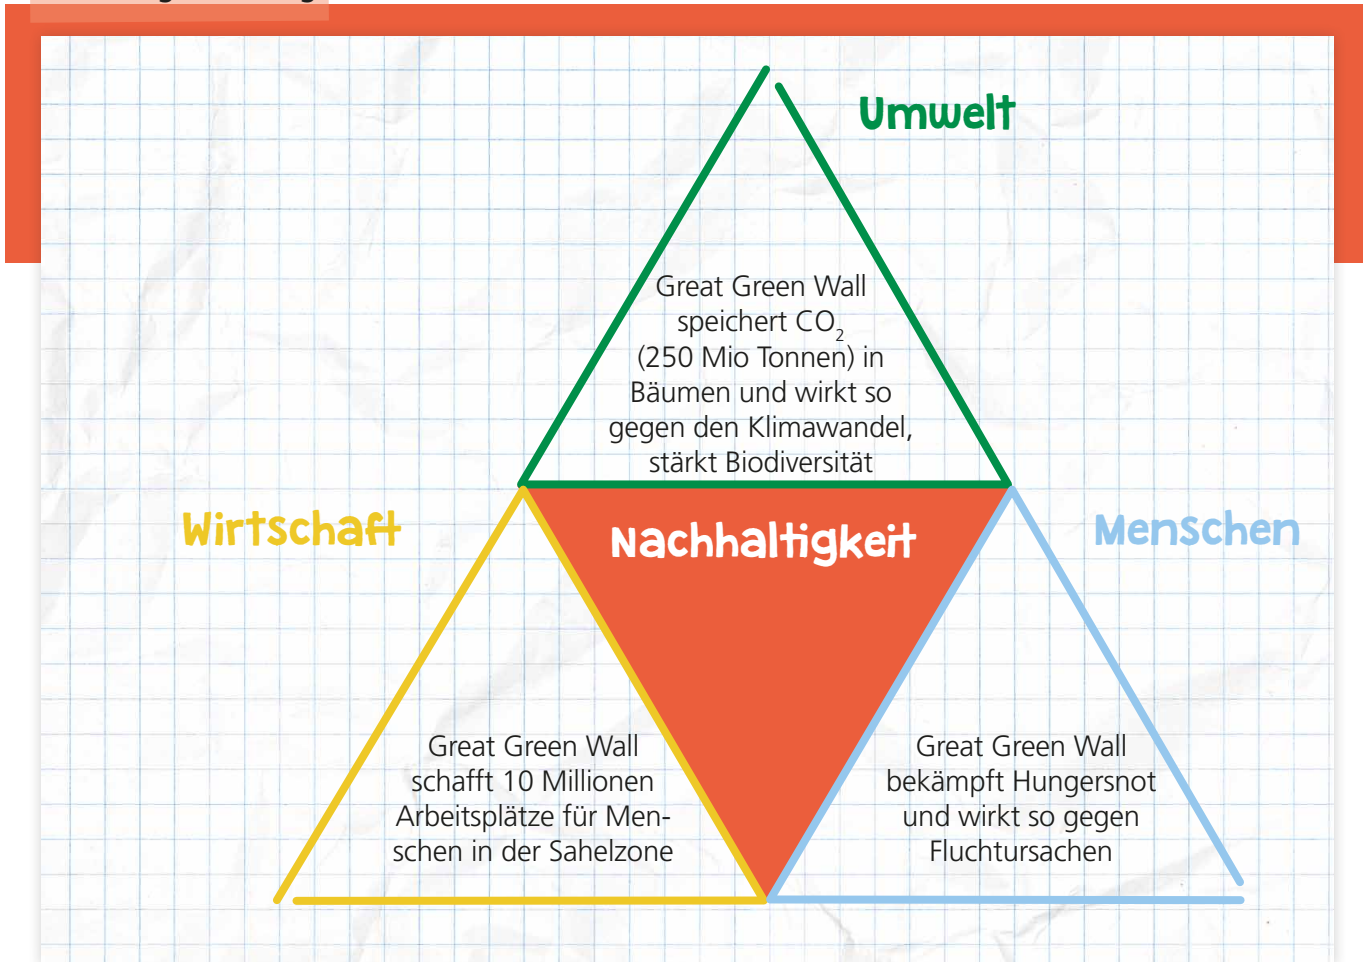 Umwelt
Great Green Wall
speichert CO₂
(250 Mio Tonnen) in
Bäumen und wirkt so
gegen den Klimawandel,
stärkt Biodiversität
Wirtschaft
Nachhaltigkeit
Menschen
Great Green Wall
schafft 10 Millionen
Arbeitsplätze für Men-
schen in der Sahelzone
Great Green Wall
bekämpft Hungersnot
und wirkt so gegen
Fluchtursachen